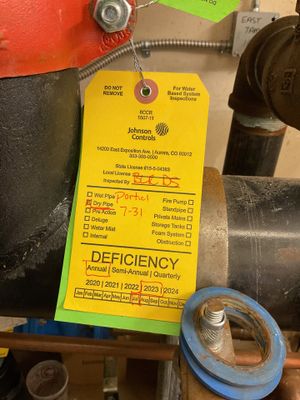 EAST
DO NOT
REMOVE
For Water
Based System
Inspections
Johnson
Controls
14200 East Exposition Ave. | Aurora, CO 80012
State License
Local License
Inspected By
Wet Pipe Partial
Dry Pipe 7-31
Pre Action
Deluge
Water Mist
Internal
Fire Pump
Standpipe
Private Mains
Storage Tanks
Foam System
Obstruction
DEFICIENCY
Annual | Semi-Annual | Quarterly
2020 | 2021 | 2022 | 2023 | 2024
Jan Feb Mar Apr May Jun Jul Aug Sep Oct Nov Dec